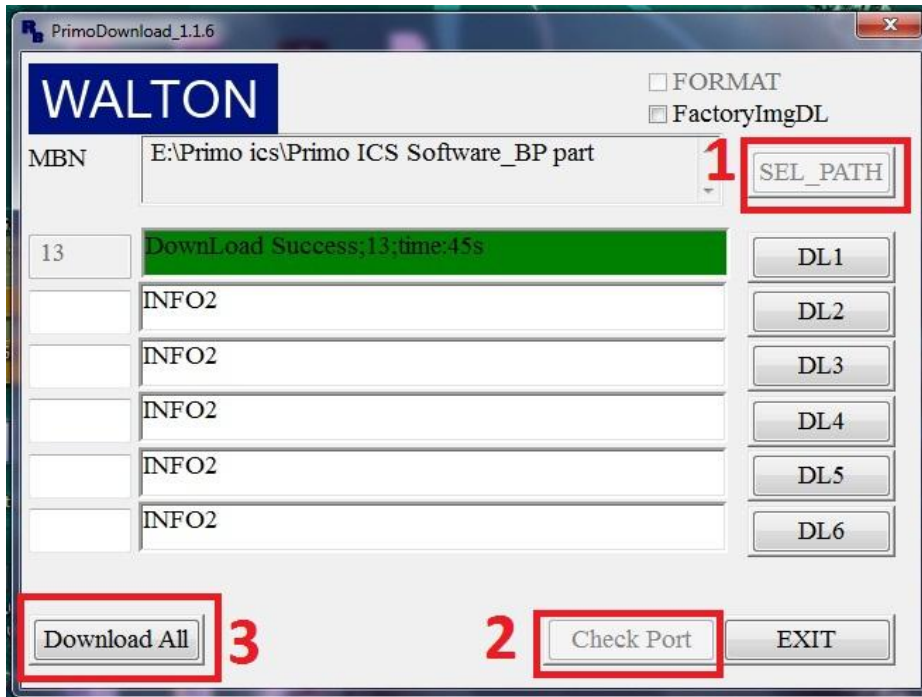 PrimoDownload_1.1.6
WALTON
FORMAT
FactoryImgDL
MBN
E:\Primo ics\Primo ICS Software_BP part
1
SEL_PATH
13
DownLoad Success;13;time:45s
DL1
INFO2
DL2
INFO2
DL3
INFO2
DL4
INFO2
DL5
INFO2
DL6
Download All
3
2
Check Port
EXIT